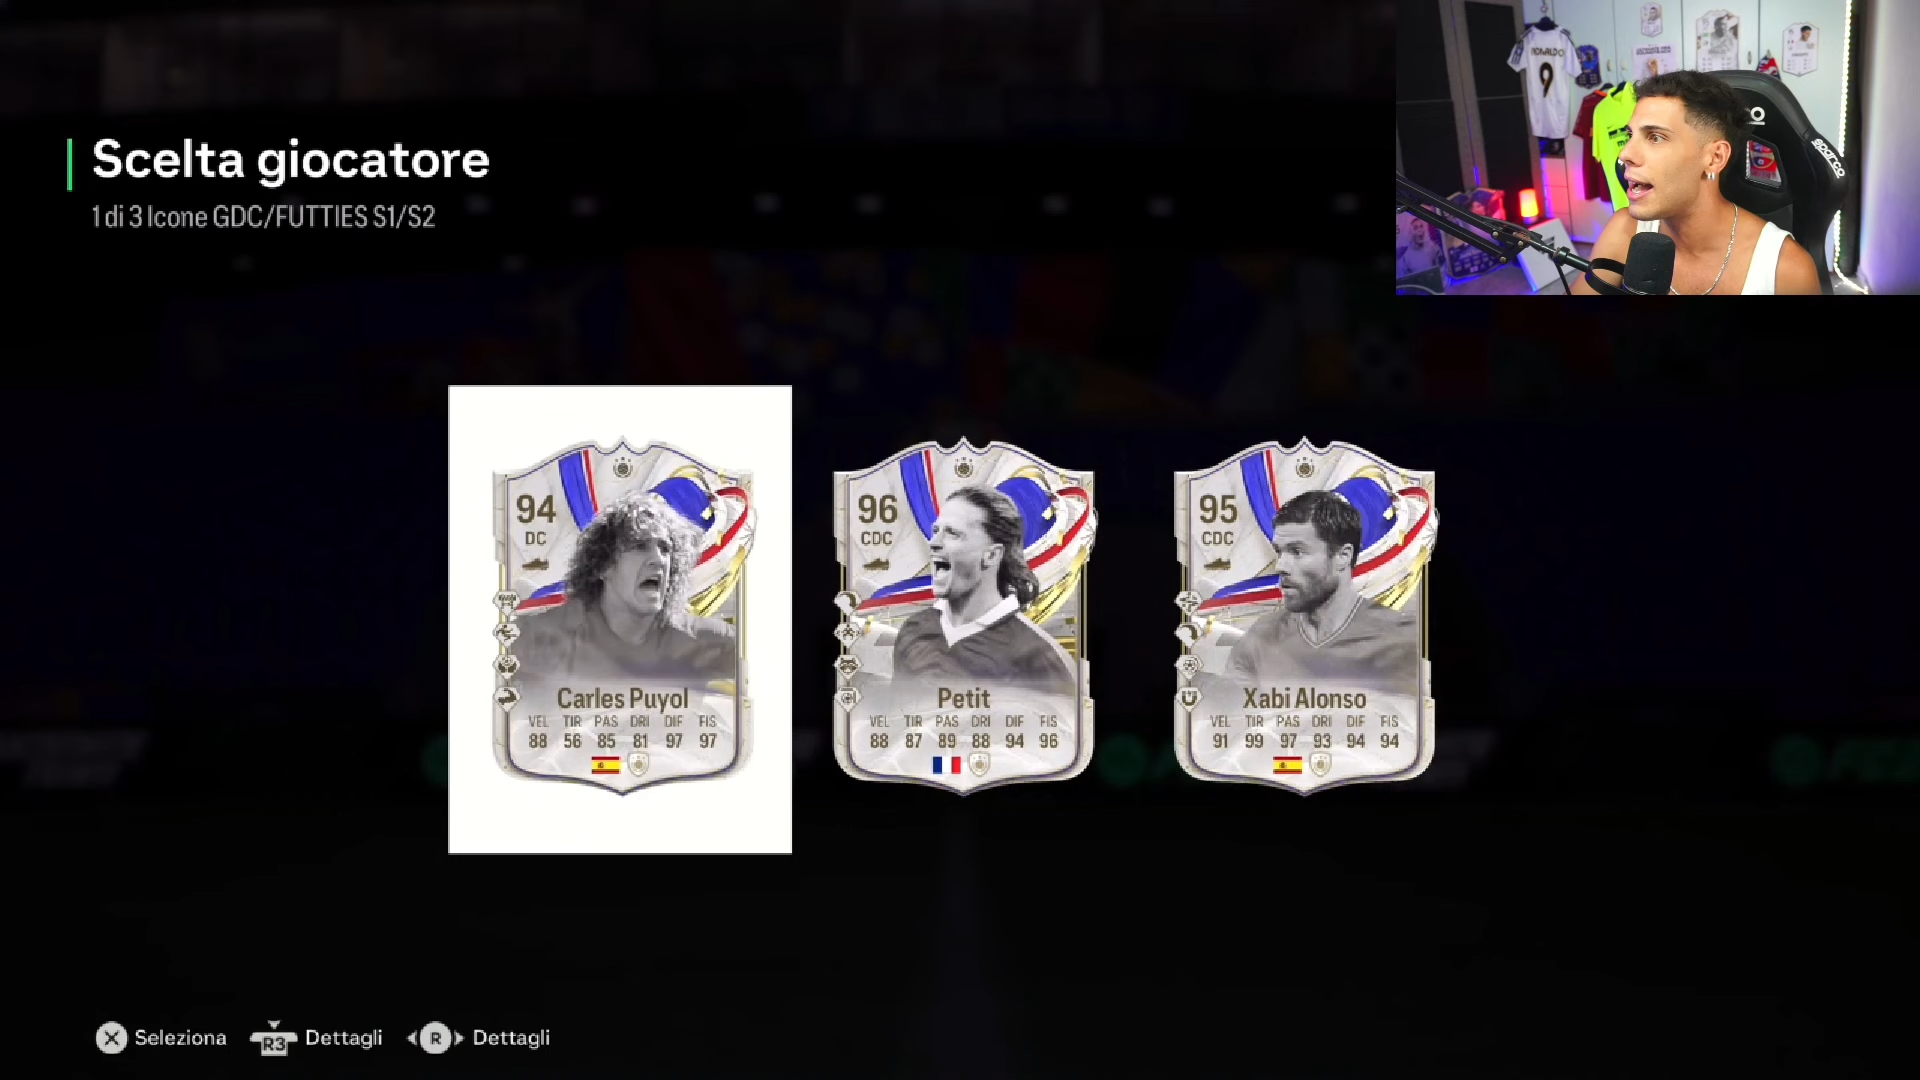 Scelta giocatore
1 di 3 Icone GDC/FUTTIES S1/S2
RONALDO
9
sparco
94
DC
Carles Puyol
VEL TIR PAS DRI DIF FIS
88 56 85 81 97 97
96
CDC
Petit
VEL TIR PAS DRI DIF FIS
88 87 89 88 94 96
95
CDC
Xabi Alonso
VEL TIR PAS DRI DIF FIS
91 99 97 93 94 94
Seleziona
R3 Dettagli
R Dettagli